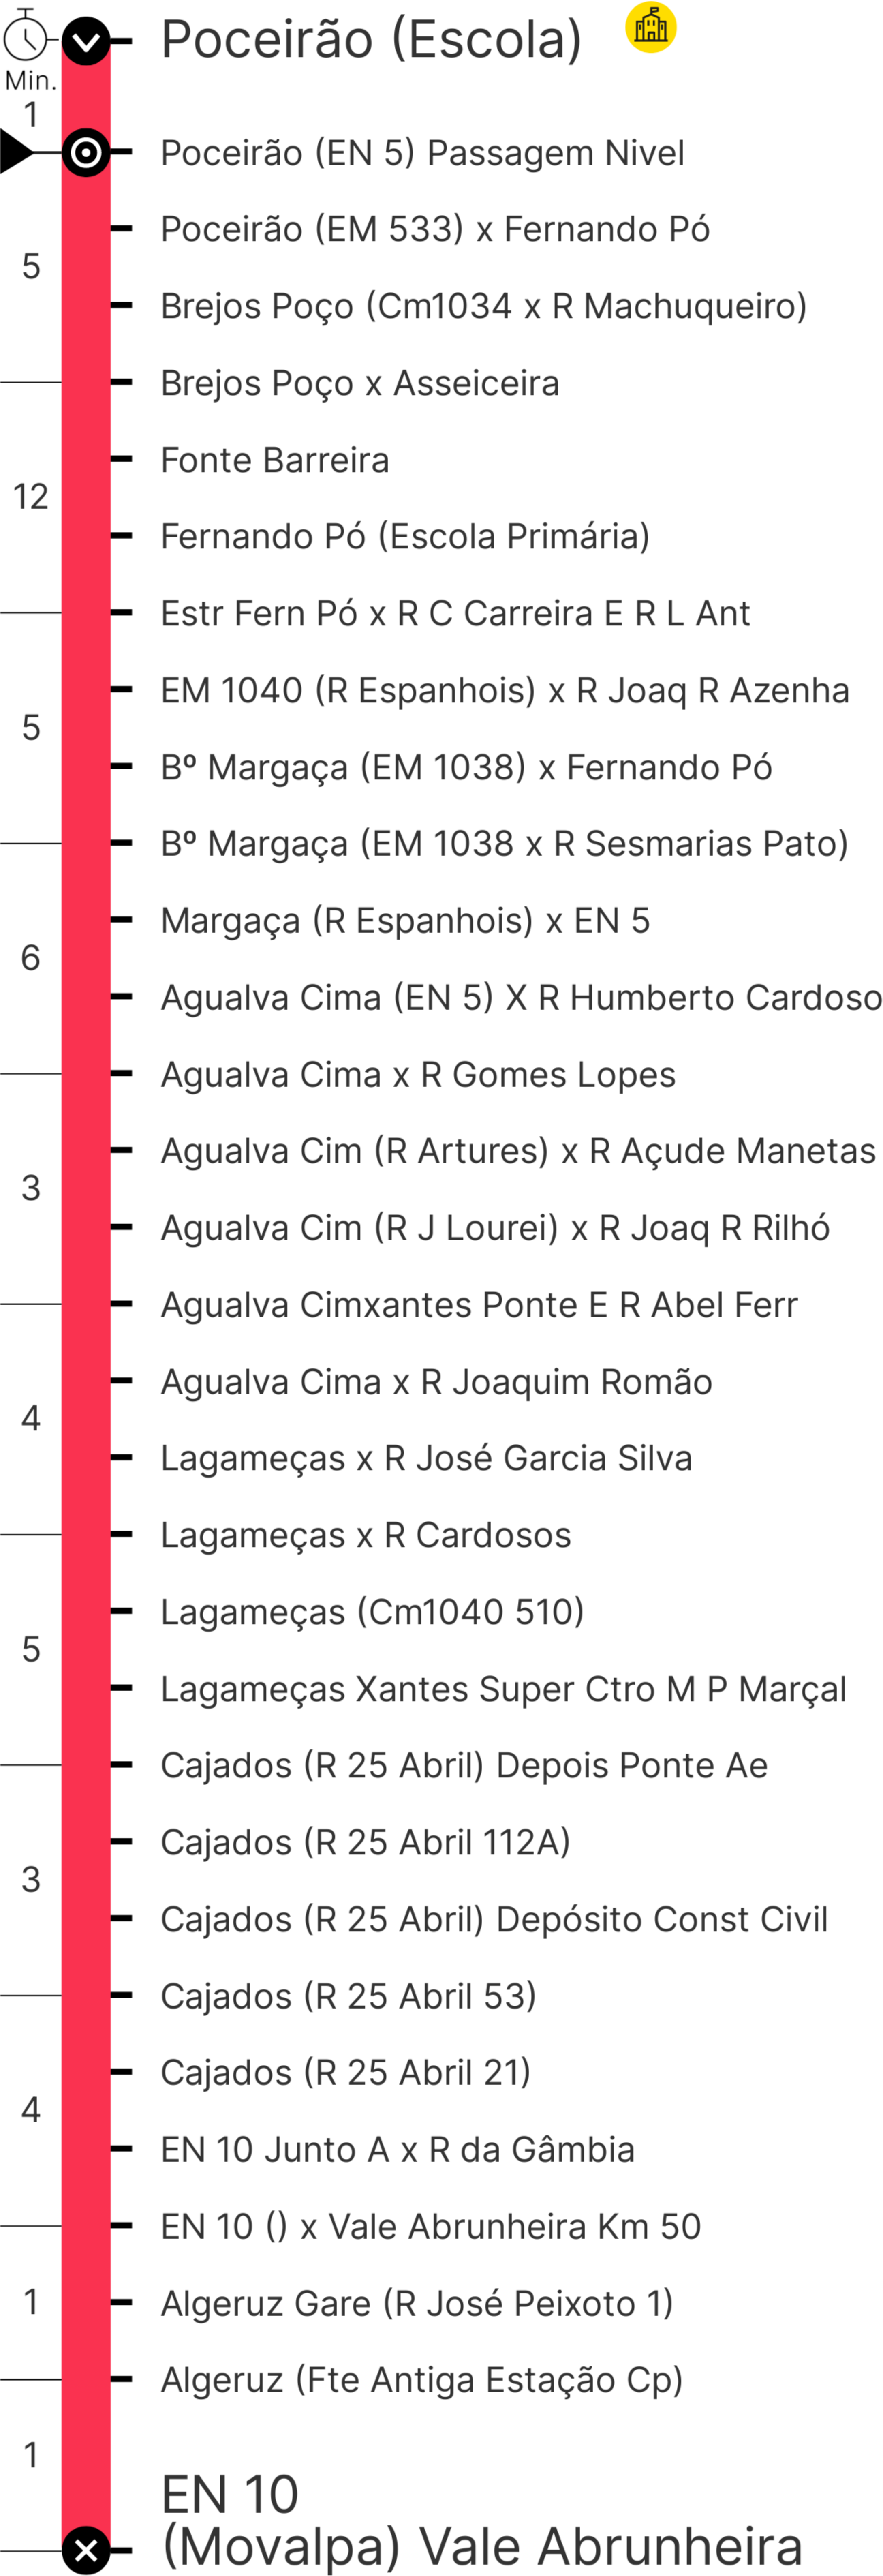 Poceirão (Escola)
Min.
1
Poceirão (EN 5) Passagem Nivel
Poceirão (EM 533) x Fernando Pó
5
Brejos Poço (Cm1034 x R Machuqueiro)
Brejos Poço x Asseiceira
Fonte Barreira
12
Fernando Pó (Escola Primária)
Estr Fern Pó x R C Carreira E R L Ant
EM 1040 (R Espanhois) x R Joaq R Azenha
5
Bº Margaça (EM 1038) x Fernando Pó
Bº Margaça (EM 1038 x R Sesmarias Pato)
Margaça (R Espanhois) x EN 5
6
Agualva Cima (EN 5) X R Humberto Cardoso
Agualva Cima x R Gomes Lopes
Agualva Cim (R Artures) x R Açude Manetas
3
Agualva Cim (R J Lourei) x R Joaq R Rilhó
Agualva Cimxantes Ponte E R Abel Ferr
Agualva Cima x R Joaquim Romão
4
Lagameças x R José Garcia Silva
Lagameças x R Cardosos
Lagameças (Cm1040 510)
5
Lagameças Xantes Super Ctro M P Marçal
Cajados (R 25 Abril) Depois Ponte Ae
Cajados (R 25 Abril 112A)
3
Cajados (R 25 Abril) Depósito Const Civil
Cajados (R 25 Abril 53)
Cajados (R 25 Abril 21)
4
EN 10 Junto A x R da Gâmbia
EN 10 () x Vale Abrunheira Km 50
1
Algeruz Gare (R José Peixoto 1)
Algeruz (Fte Antiga Estação Cp)
1
EN 10
(Movalpa) Vale Abrunheira